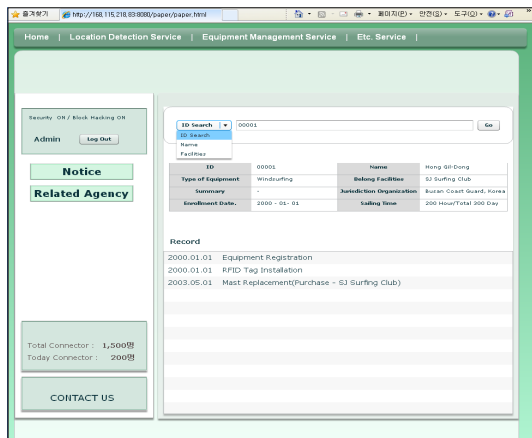 즐겨찾기 http://168.115.218.83:8080/paper/paper.html 페이지(P) 안전(S) 도구(O) »
Home | Location Detection Service | Equipment Management Service | Etc. Service |
Security ON / Block Hacking ON
Admin Log Out
Notice
Related Agency
Total Connector : 1,500명
Today Connector : 200명
CONTACT US
ID Search 00001 Go
ID Search
Name
Facilities
ID 00001 Name Hong Gil-Dong
Type of Equipment Windsurfing Belong Facilities SJ Surfing Club
Summary - Jurisdiction Organization Busan Coast Guard, Korea
Enrollment Date. 2000 - 01- 01 Sailing Time 200 Hour/Total 300 Day
Record
2000.01.01 Equipment Registration
2000.01.01 RFID Tag Installation
2003.05.01 Mast Replacement(Purchase - SJ Surfing Club)